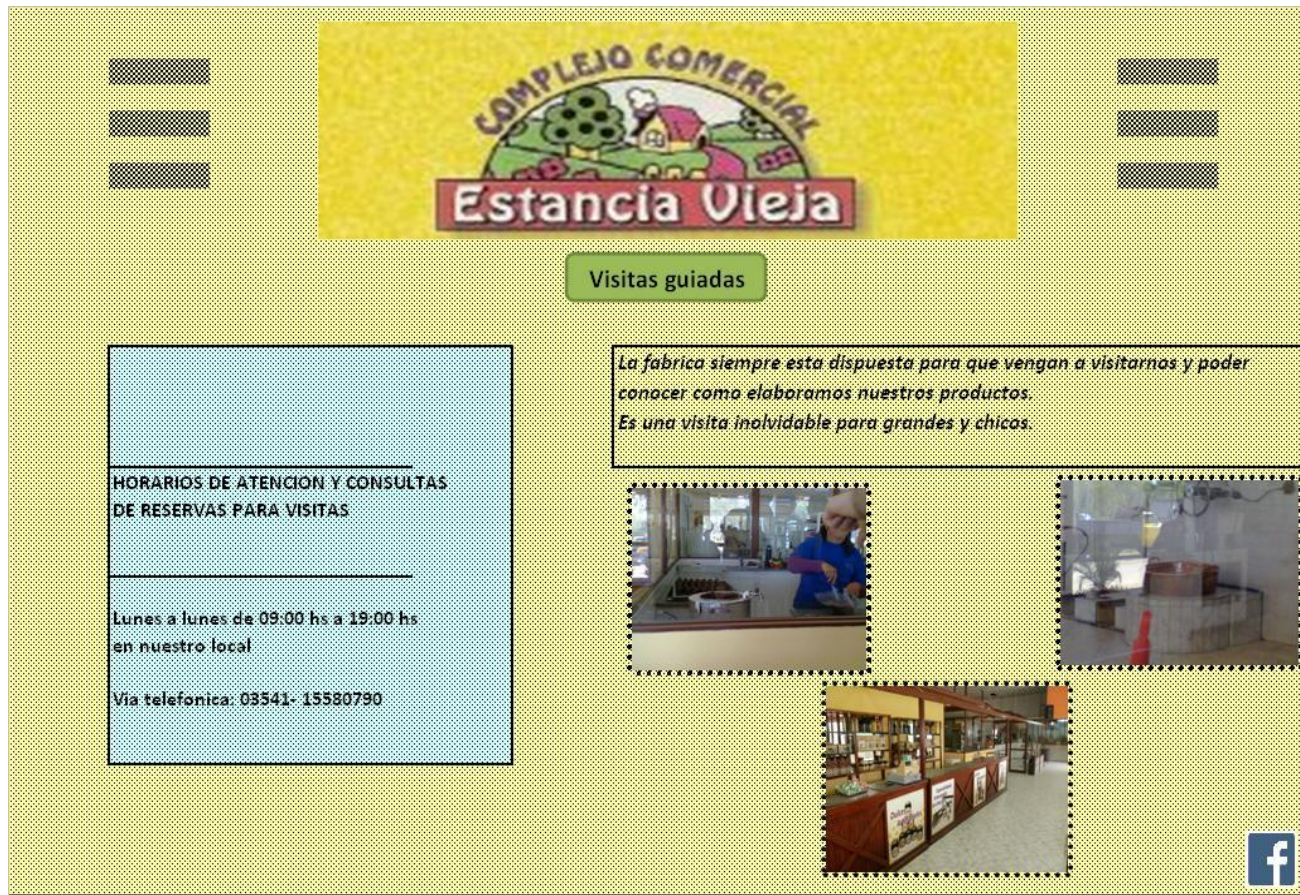 COMPLEJO COMERCIAL
Estancia Vieja
Visitas guiadas
HORARIOS DE ATENCION Y CONSULTAS
DE RESERVAS PARA VISITAS
Lunes a lunes de 09:00 hs a 19:00 hs
en nuestro local
Via telefonica: 03541- 15580790
La fabrica siempre esta dispuesta para que vengan a visitarnos y poder
conocer como elaboramos nuestros productos.
Es una visita inolvidable para grandes y chicos.